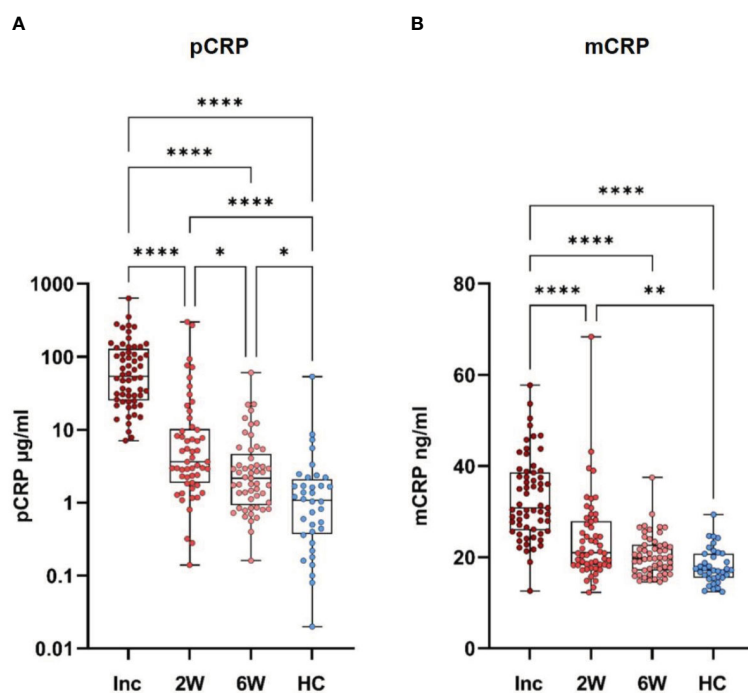 A
pCRP
****
****
****
****
*
*
1000
100
10
1
0.1
0.01
pCRP µg/ml
Inc 2W 6W HC
B
mCRP
****
****
****
**
80
60
40
20
0
mCRP ng/ml
Inc 2W 6W HC